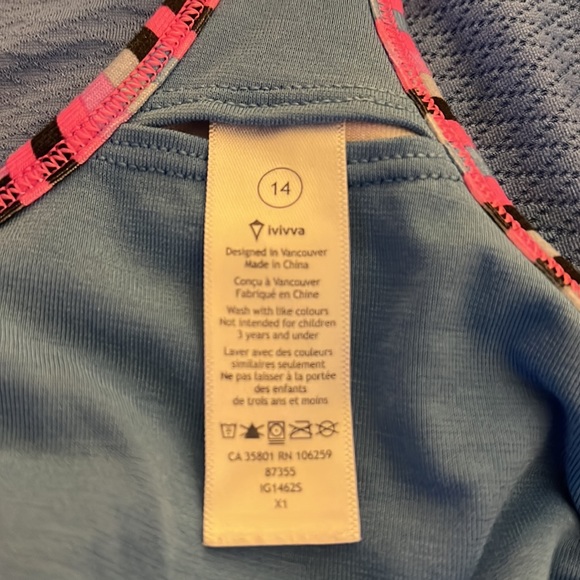 14
ivivva
Designed in Vancouver
Made in China
Conçu à Vancouver
Fabriqué en Chine
Wash with like colours
Not intended for children
3 years and under
Laver avec des couleurs
similaires seulement
Ne pas laisser à la portée
des enfants
de trois ans et moins
CA 35801 RN 106259
87355
IG1462S
X1